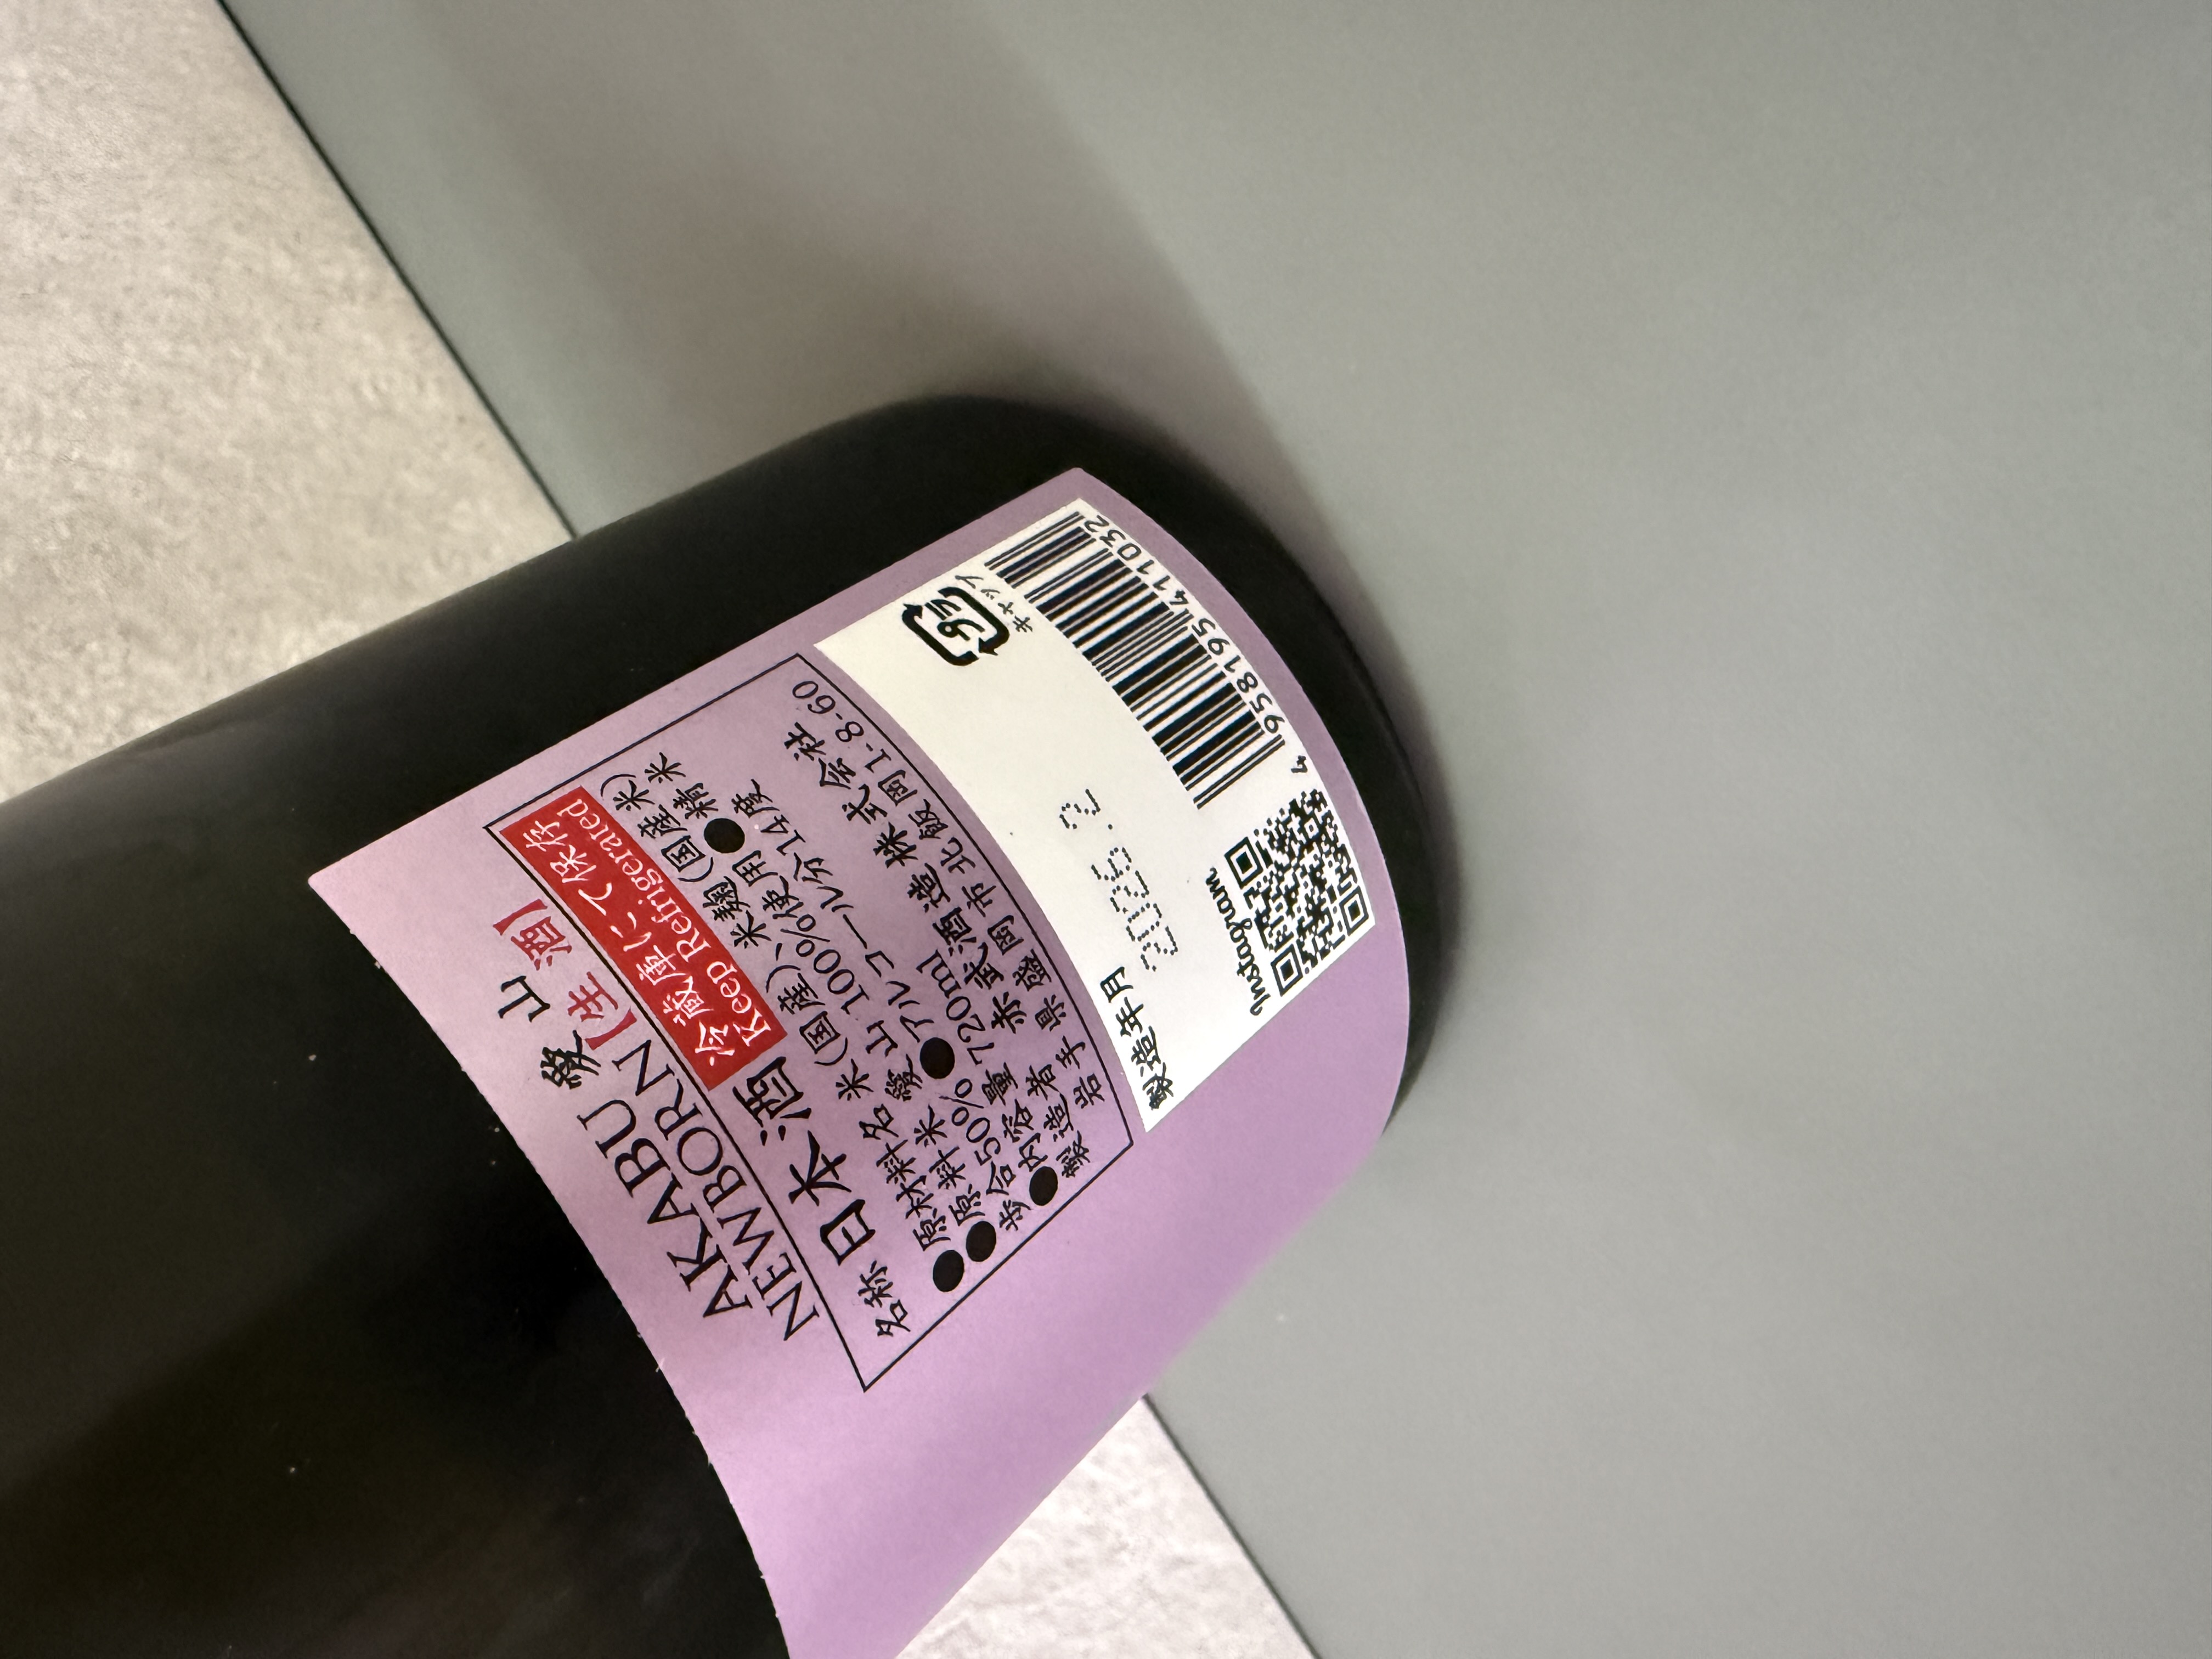 AKABU 愛山
NEWBORN【生酒】
名称 日本酒 冷蔵庫にて保存
Keep Refrigerated
●原材料名 米(国産)、米麹(国産米)
●原料米 愛山100%使用●精米
歩合50%●アルコール分14度
●内容量 720ml
製造者 赤武酒造株式会社
岩手県盛岡市北飯岡1-8-60
製造年月 2025.2
プラ
キャップ
Instagram
4 958195 411032